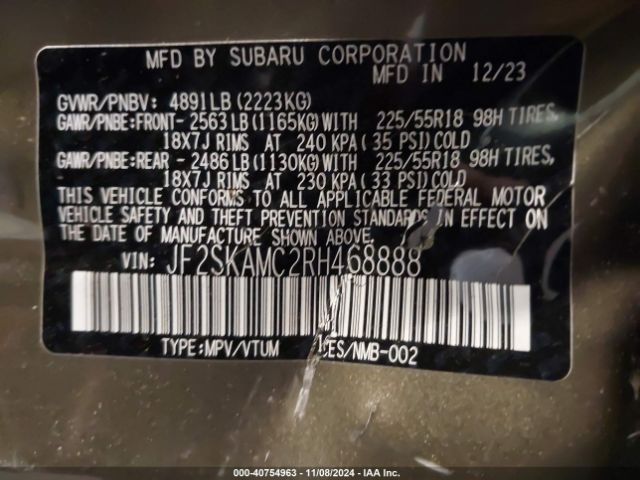 MFD BY SUBARU CORPORATION
MFD IN 12/23
GVWR/PNBV: 4891LB(2223KG)
GAWR/PNBE:FRONT- 2563LB(1165KG)WITH 225/55R18 98H TIRES,
18X7J RIMS AT 240 KPA( 35 PSI)COLD
GAWR/PNBE:REAR - 2486LB(1130KG)WITH 225/55R18 98H TIRES,
18X7J RIMS AT 230 KPA( 33 PSI)COLD
THIS VEHICLE CONFORMS TO ALL APPLICABLE FEDERAL MOTOR
VEHICLE SAFETY AND THEFT PREVENTION STANDARDS IN EFFECT ON
THE DATE OF MANUFACTURE SHOWN ABOVE.
VIN: JF2SKAMC2RH468888
TYPE:MPV/VTUM CES/NMB-002
000-40754963 - 11/08/2024 - IAA Inc.